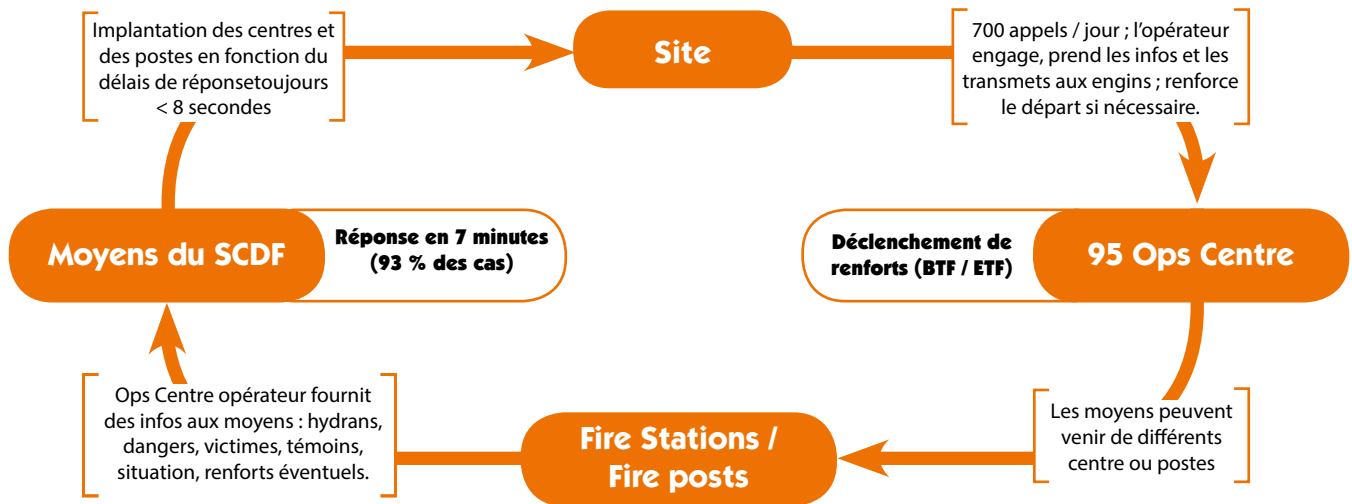 Implantation des centres et
des postes en fonction du
délais de réponsetoujours
< 8 secondes
Site
700 appels / jour ; l’opérateur
engage, prend les infos et les
transmets aux engins ; renforce
le départ si nécessaire.
Moyens du SCDF
Réponse en 7 minutes
(93 % des cas)
Déclenchement de
renforts (BTF / ETF)
95 Ops Centre
Ops Centre opérateur fournit
des infos aux moyens : hydrans,
dangers, victimes, témoins,
situation, renforts éventuels.
Fire Stations /
Fire posts
Les moyens peuvent
venir de différents
centre ou postes